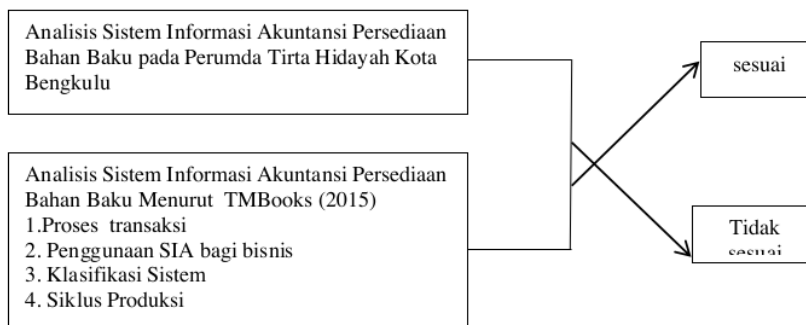 Analisis Sistem Informasi Akuntansi Persediaan
Bahan Baku pada Perumda Tirta Hidayah Kota
Bengkulu
sesuai
Analisis Sistem Informasi Akuntansi Persediaan
Bahan Baku Menurut TMBooks (2015)
1.Proses transaksi
2. Penggunaan SIA bagi bisnis
3. Klasifikasi Sistem
4. Siklus Produksi
Tidak
sesuai